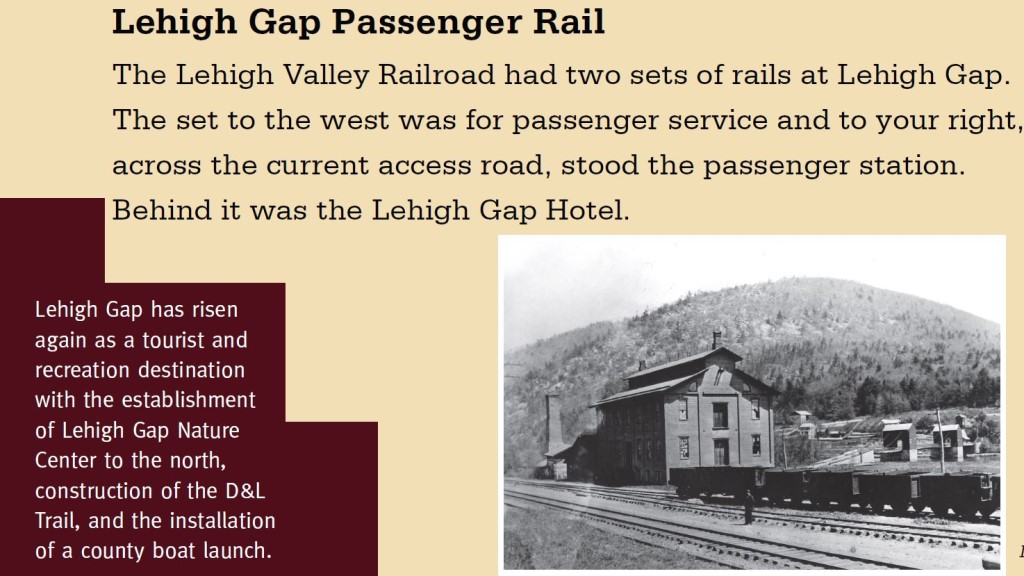 Lehigh Gap Passenger Rail
The Lehigh Valley Railroad had two sets of rails at Lehigh Gap.
The set to the west was for passenger service and to your right,
across the current access road, stood the passenger station.
Behind it was the Lehigh Gap Hotel.
Lehigh Gap has risen
again as a tourist and
recreation destination
with the establishment
of Lehigh Gap Nature
Center to the north,
construction of the D&L
Trail, and the installation
of a county boat launch.